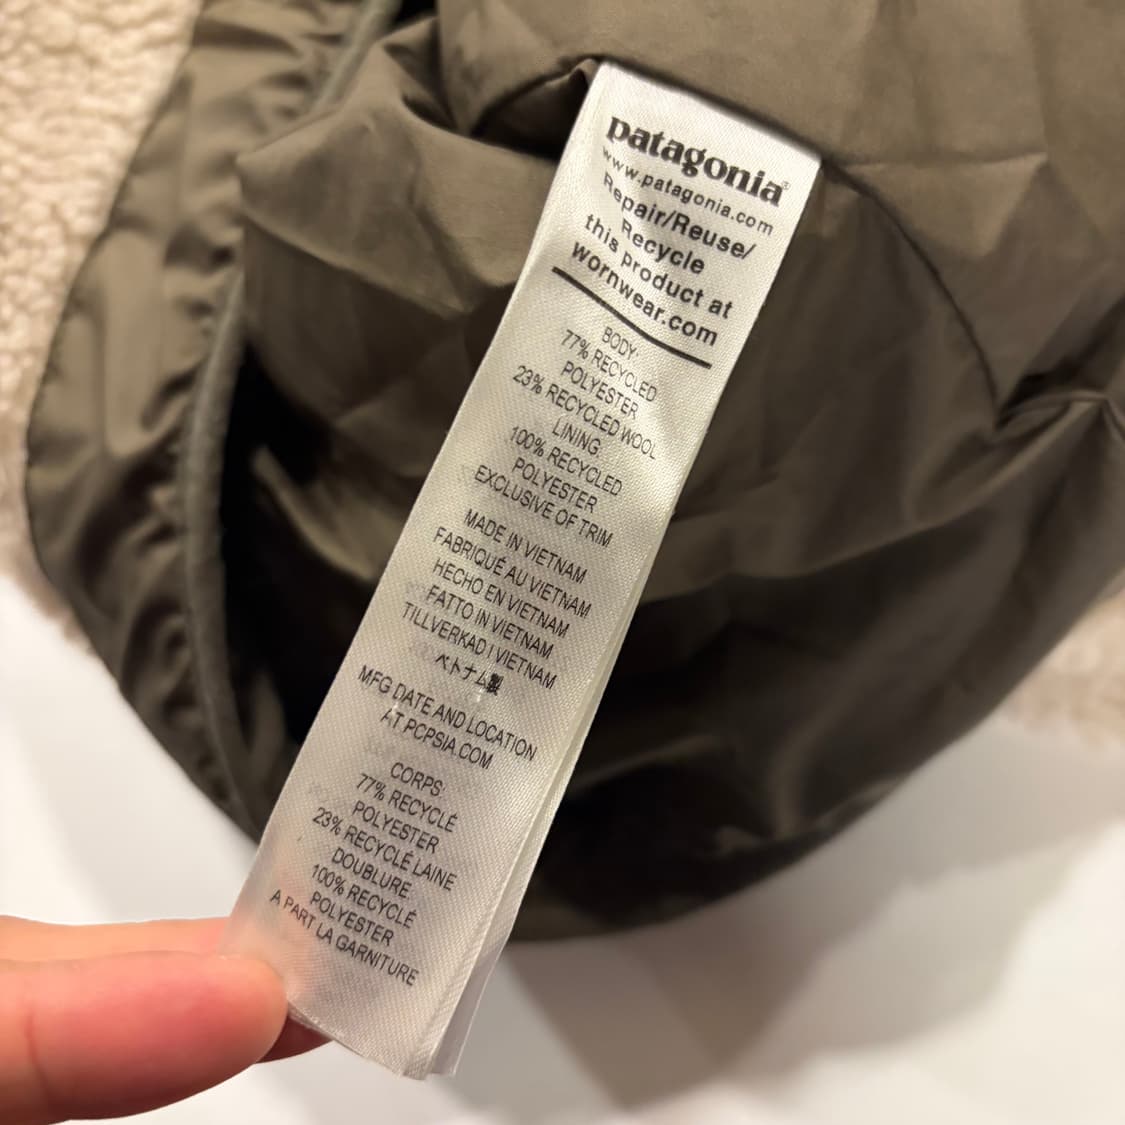 patagonia®
www.patagonia.com
Repair/Reuse/
Recycle
this product at
wornwear.com
BODY:
77% RECYCLED
POLYESTER
23% RECYCLED WOOL
LINING:
100% RECYCLED
POLYESTER
EXCLUSIVE OF TRIM
MADE IN VIETNAM
FABRIQUÉ AU VIETNAM
HECHO EN VIETNAM
FATTO IN VIETNAM
TILLVERKAD I VIETNAM
ベトナム製
MFG DATE AND LOCATION
AT PCPSIA.COM
CORPS:
77% RECYCLÉ
POLYESTER
23% RECYCLÉ LAINE
DOUBLURE:
100% RECYCLÉ
POLYESTER
A PART LA GARNITURE